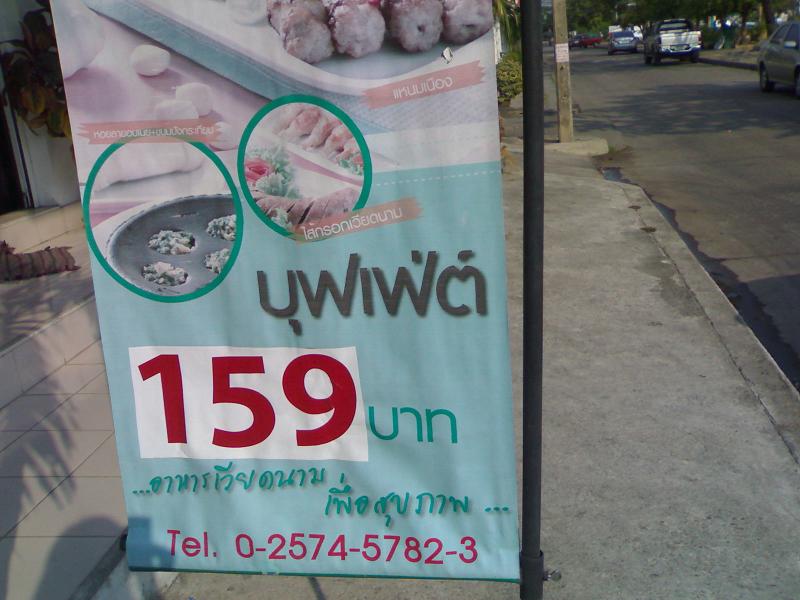 แหนมเนือง
หอยลายอบเนย+ขนมปังกระเทียม
ไส้กรอกเวียดนาม
บุฟเฟ่ต์
159 บาท
...อาหารเวียดนาม
เพื่อสุขภาพ ...
Tel. 0-2574-5782-3